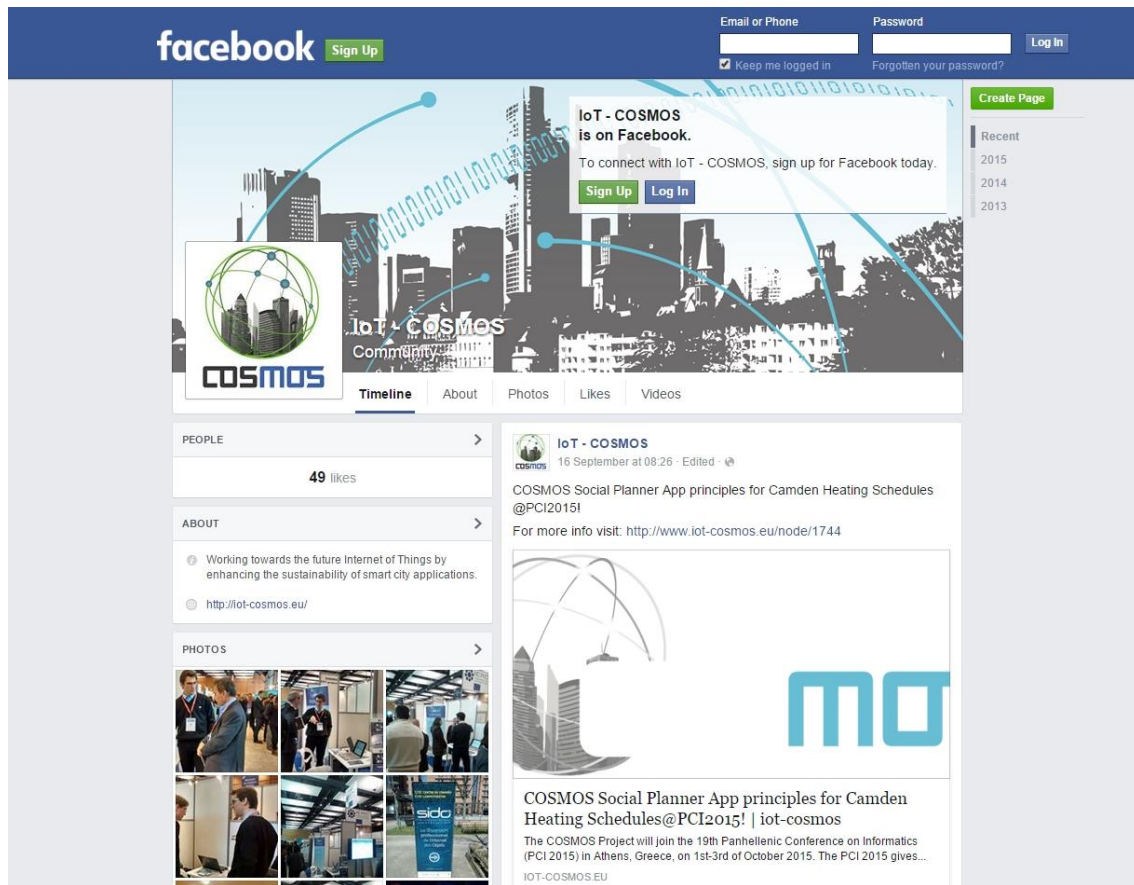 facebook
Sign Up
Email or Phone
Password
Keep me logged in
Forgotten your password?
Log In
IoT - COSMOS
is on Facebook.
To connect with IoT - COSMOS, sign up for Facebook today.
Sign Up
Log In
Create Page
Recent
2015
2014
2013
COSMOS
IoT - COSMOS
Community
Timeline
About
Photos
Likes
Videos
PEOPLE
49 likes
ABOUT
Working towards the future Internet of Things by
enhancing the sustainability of smart city applications.
http://iot-cosmos.eu/
PHOTOS
sido
IoT - COSMOS
16 September at 08:26 · Edited ·
COSMOS Social Planner App principles for Camden Heating Schedules
@PCI2015!
For more info visit: http://www.iot-cosmos.eu/node/1744
COSMOS Social Planner App principles for Camden
Heating Schedules@PCI2015! | iot-cosmos
The COSMOS Project will join the 19th Panhellenic Conference on Informatics
(PCI 2015) in Athens, Greece, on 1st-3rd of October 2015. The PCI 2015 gives...
IOT-COSMOS.EU